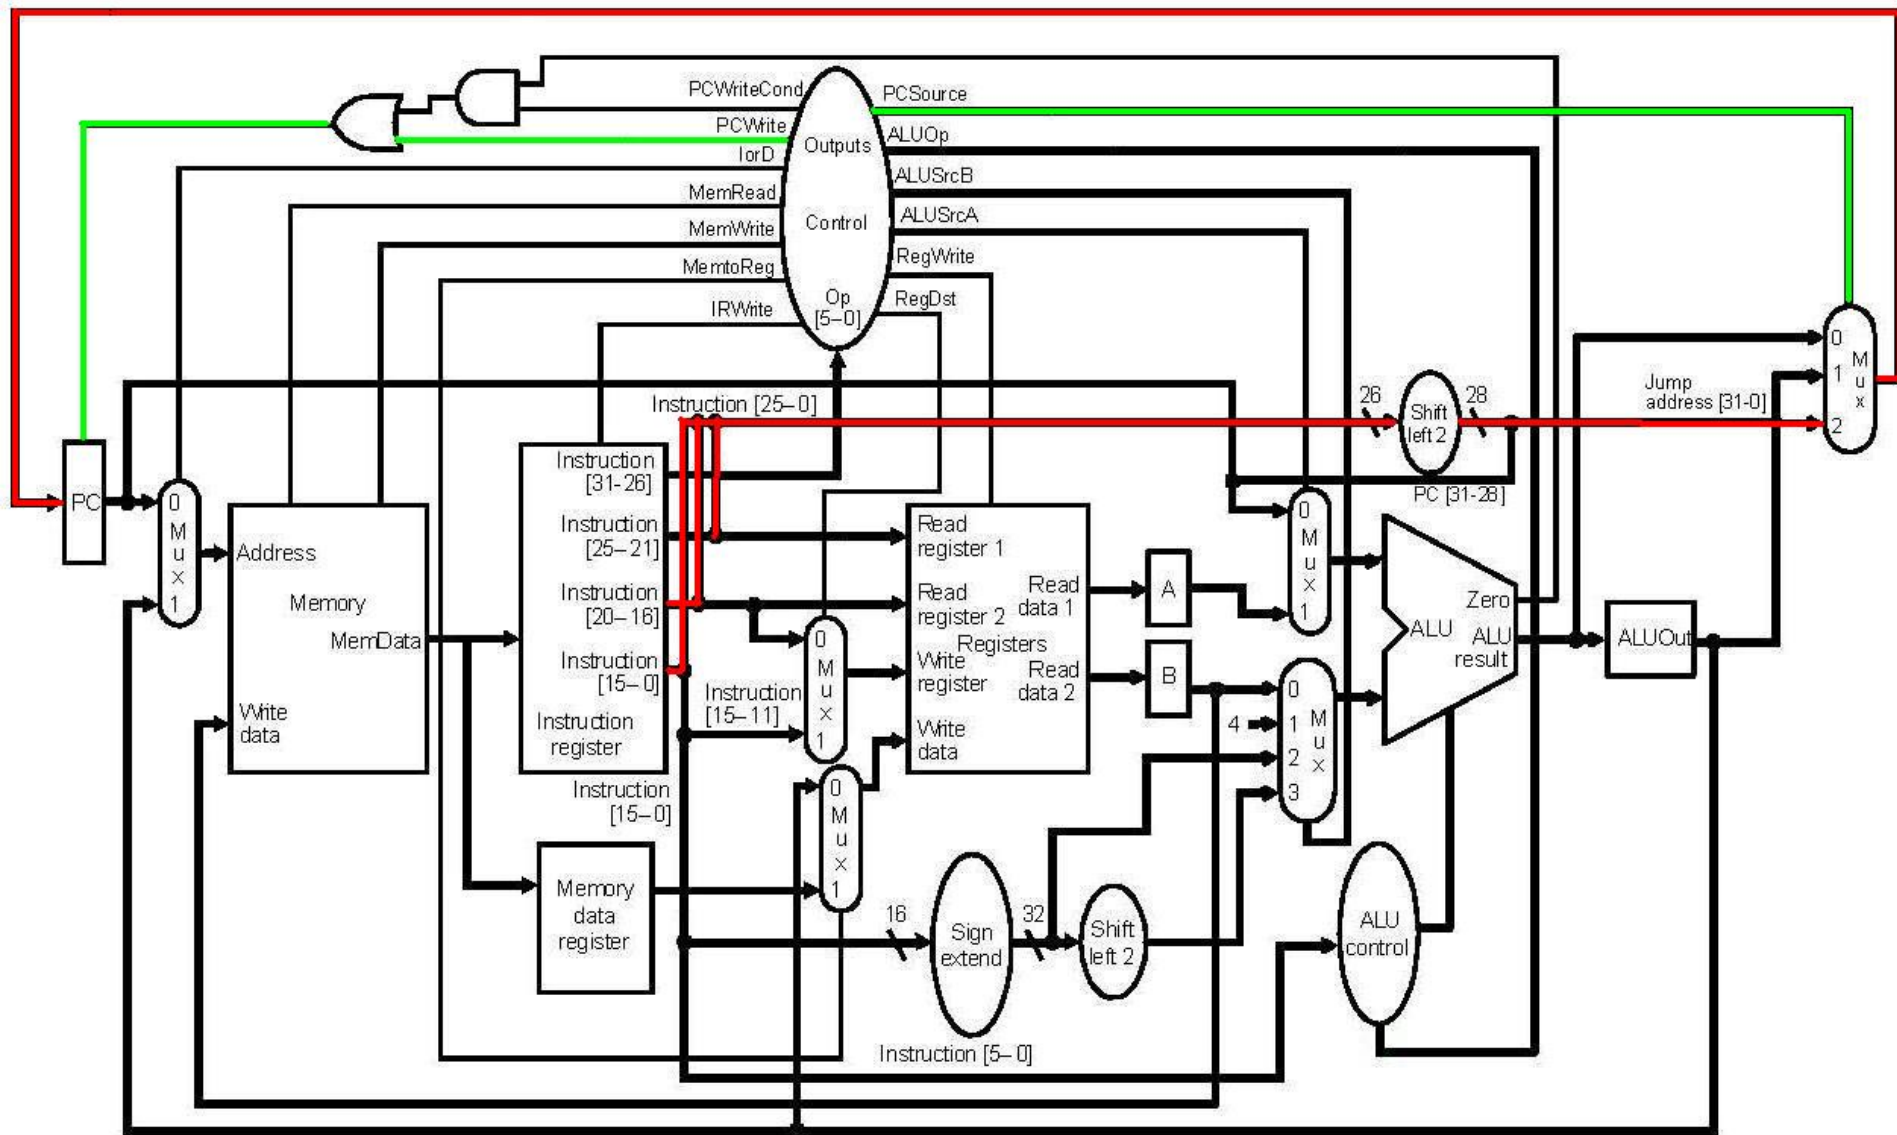 PCWriteCond
PCSource
PCWrite
ALUOp
Outputs
IorD
ALUSrcB
MemRead
ALUSrcA
MemWrite
Control
RegWrite
MemtoReg
Op
[5–0]
RegDst
IRWrite
Instruction [25–0]
26
Shift
left 2
28
Jump
address [31-0]
0
1
2
M
u
x
PC [31-28]
PC
0
M
u
x
1
Address
Memory
MemData
Write
data
Instruction
[31-26]
Instruction
[25–21]
Instruction
[20–16]
Instruction
[15–0]
Instruction
register
Instruction
[15–11]
0
M
u
x
1
Read
register 1
Read
register 2
Registers
Write
register
Write
data
Read
data 1
Read
data 2
A
B
0
M
u
x
1
0
4
1
2
3
M
u
x
Zero
ALU
ALU
result
ALUOut
Instruction
[15–0]
0
M
u
x
1
Memory
data
register
16
Sign
extend
32
Shift
left 2
ALU
control
Instruction [5–0]